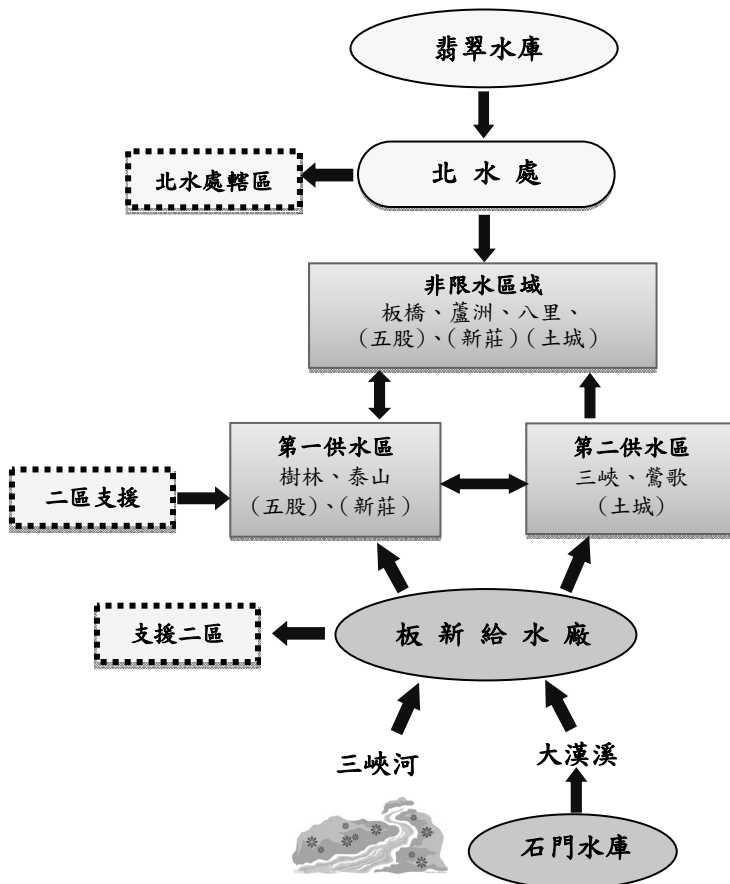 翡翠水庫
北水處
北水處轄區
非限水區域
板橋、蘆洲、八里、
(五股)、(新莊)(土城)
第一供水區
樹林、泰山
(五股)、(新莊)
第二供水區
三峽、鶯歌
(土城)
二區支援
板新給水廠
支援二區
三峽河
大漢溪
石門水庫